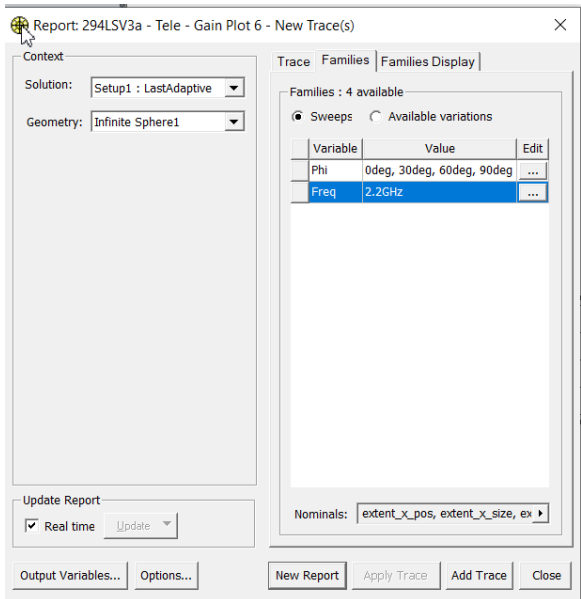 Report: 294LSV3a - Tele - Gain Plot 6 - New Trace(s)
Context
Solution: Setup1 : LastAdaptive
Geometry: Infinite Sphere1
Trace Families Families Display
Families : 4 available
Sweeps Available variations
Variable Value Edit
Phi 0deg, 30deg, 60deg, 90deg ...
Freq 2.2GHz ...
Nominals: extent_x_pos, extent_x_size, ex
Update Report
Real time Update
Output Variables... Options... New Report Apply Trace Add Trace Close